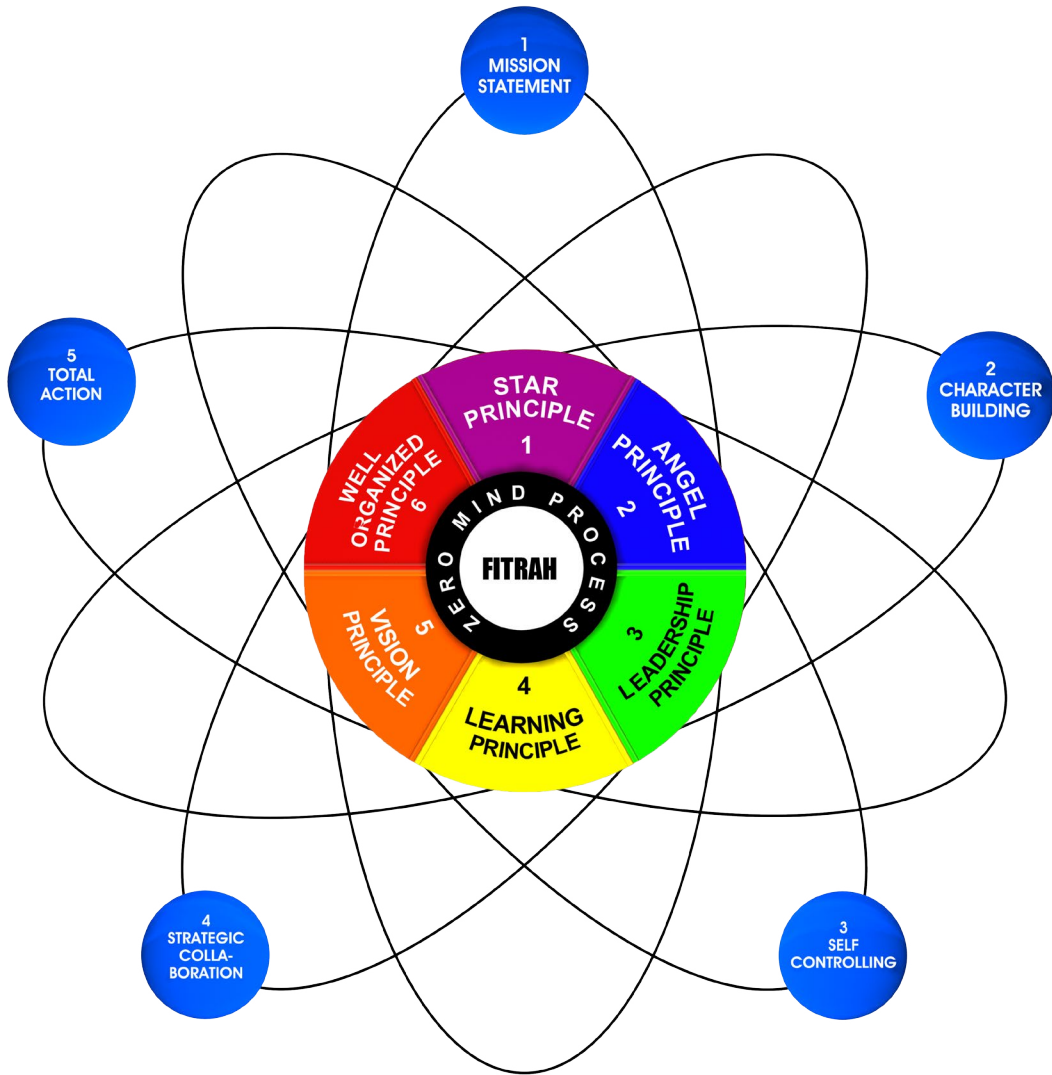 1
MISSION
STATEMENT
2
CHARACTER
BUILDING
3
SELF
CONTROLLING
4
STRATEGIC
COLLA-
BORATION
5
TOTAL
ACTION
STAR
PRINCIPLE
1
ANGEL
PRINCIPLE
2
3
LEADERSHIP
PRINCIPLE
4
LEARNING
PRINCIPLE
5
VISION
PRINCIPLE
WELL
ORGANIZED
PRINCIPLE
6
ZERO MIND PROCESS
FITRAH